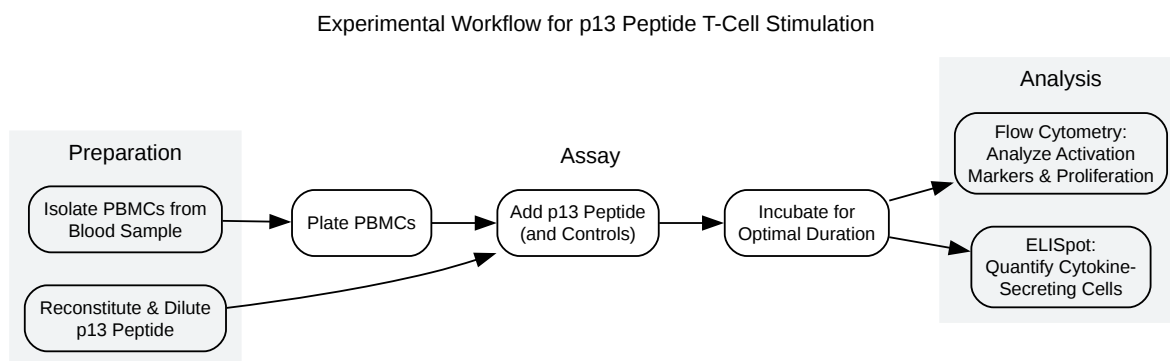 Experimental Workflow for p13 Peptide T-Cell Stimulation
Preparation
Isolate PBMCs from
Blood Sample
Reconstitute & Dilute
p13 Peptide
Plate PBMCs
Assay
Add p13 Peptide
(and Controls)
Incubate for
Optimal Duration
Analysis
Flow Cytometry:
Analyze Activation
Markers & Proliferation
ELISpot:
Quantify Cytokine-
Secreting Cells